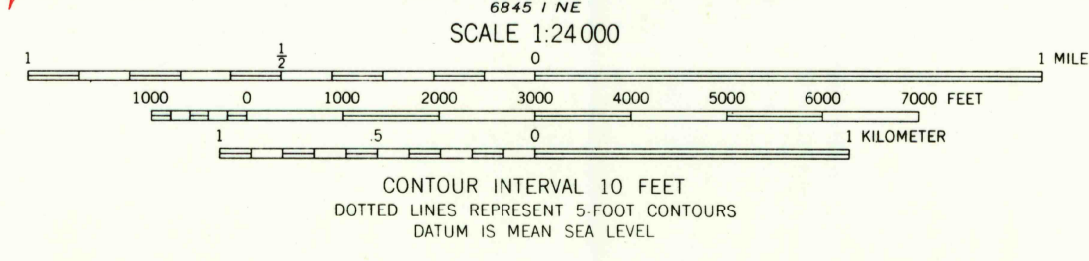 6845 I NE
SCALE 1:24 000
1 1/2 0 1 MILE
1000 0 1000 2000 3000 4000 5000 6000 7000 FEET
1 .5 0 1 KILOMETER
CONTOUR INTERVAL 10 FEET
DOTTED LINES REPRESENT 5-FOOT CONTOURS
DATUM IS MEAN SEA LEVEL